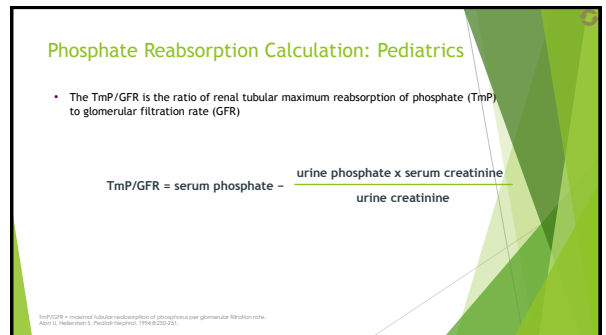 Phosphate Reabsorption Calculation: Pediatrics
• The TmP/GFR is the ratio of renal tubular maximum reabsorption of phosphate (TmP)
to glomerular filtration rate (GFR)
urine phosphate x serum creatinine
TmP/GFR = serum phosphate –
urine creatinine
TmP/GFR = maximal tubular reabsorption of phosphorus per glomerular filtration rate.
Alon U, Hellerstein S. Pediatr Nephrol. 1994;8:250-251.